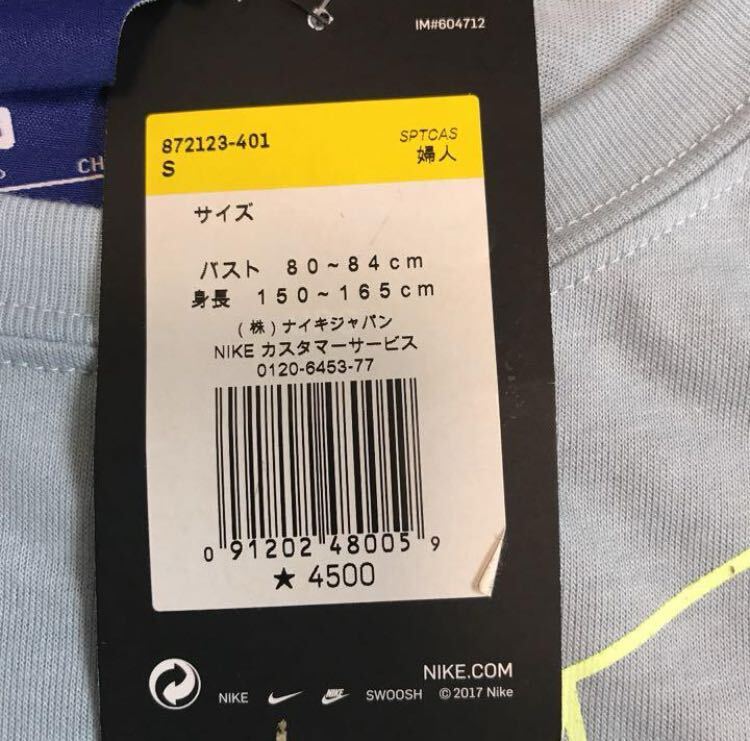 IM#604712
872123-401
SPTCAS
S
婦人
CH
サイズ
バスト 80~84cm
身長 150~165cm
(株)ナイキジャパン
NIKE カスタマーサービス
0120-6453-77
0 91202 48005 9
★ 4500
NIKE.COM
NIKE SWOOSH © 2017 Nike